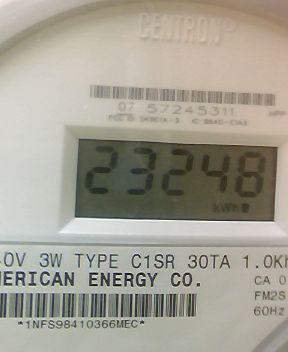 CENTRON®
07 57245311
23248
kWh
0V 3W TYPE C1SR 30TA 1.0Kh
MERICAN ENERGY CO.
CA 0
FM2S
60Hz
*1NFS98410366MEC*